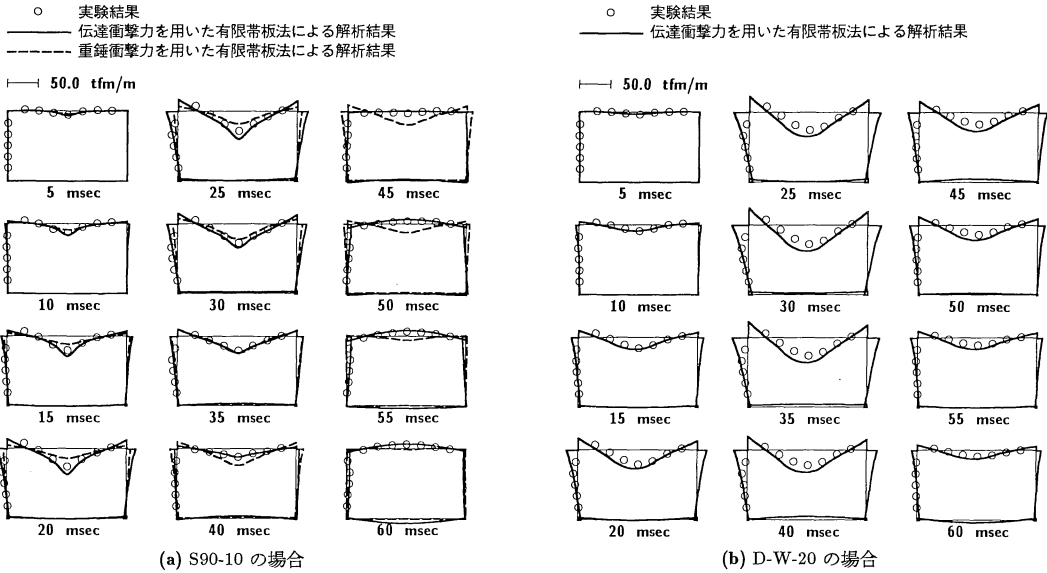 実験結果
伝達衝撃力を用いた有限帯板法による解析結果
重錘衝撃力を用いた有限帯板法による解析結果
50.0 tfm/m
5 msec
25 msec
45 msec
10 msec
30 msec
50 msec
15 msec
35 msec
55 msec
20 msec
40 msec
60 msec
(a) S90-10 の場合
実験結果
伝達衝撃力を用いた有限帯板法による解析結果
50.0 tfm/m
5 msec
25 msec
45 msec
10 msec
30 msec
50 msec
15 msec
35 msec
55 msec
20 msec
40 msec
60 msec
(b) D-W-20 の場合